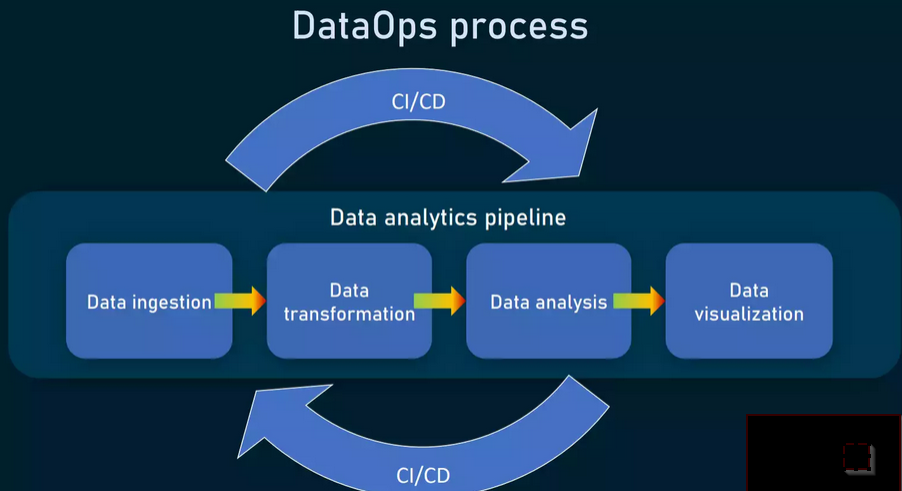 DataOps process
CI/CD
Data analytics pipeline
Data ingestion
Data
transformation
Data analysis
Data
visualization
CI/CD